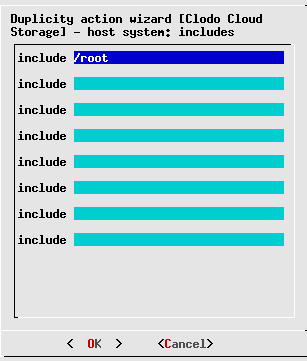 Duplicity action wizard [Clodo Cloud
Storage] - host system: includes
include /root
include
include
include
include
include
include
include
< OK > <Cancel>